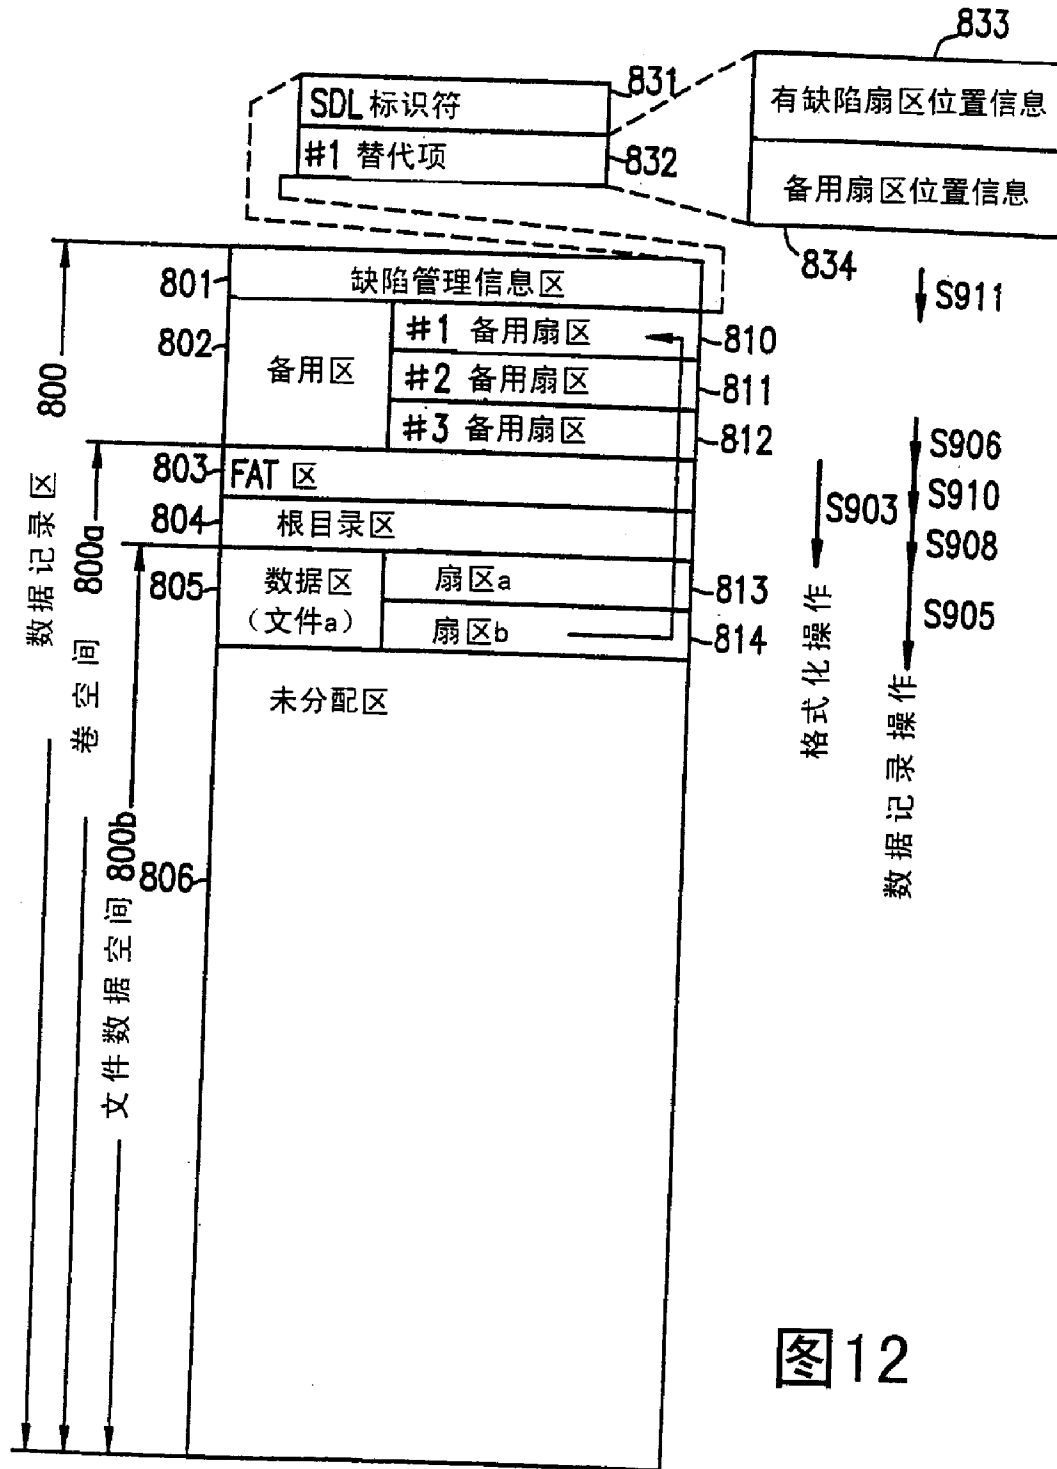 833
831
SDL 标识符
有缺陷扇区位置信息
#1 替代项
832
备用扇区位置信息
834
801
缺陷管理信息区
S911
802
备用区
#1 备用扇区
810
#2 备用扇区
811
#3 备用扇区
812
S906
803
FAT 区
S910
804
根目录区
S903
S908
805
数据区
(文件a)
扇区a
813
S905
扇区b
814
未分配区
806
800
数据记录区
800a
卷空间
800b
文件数据空间
格式化操作
数据记录操作
图12